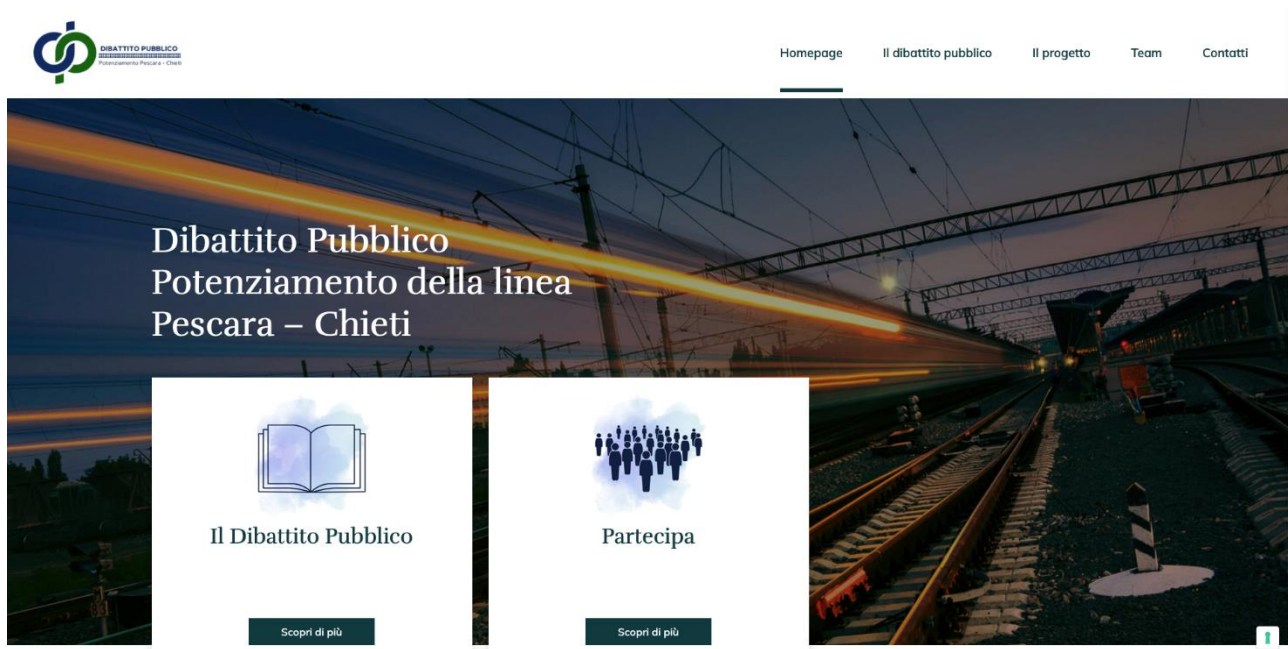 DIBATTITO PUBBLICO
Potenziamento Pescara - Chieti
Homepage
Il dibattito pubblico
Il progetto
Team
Contatti
Dibattito Pubblico
Potenziamento della linea
Pescara – Chieti
Il Dibattito Pubblico
Partecipa
Scopri di più
Scopri di più